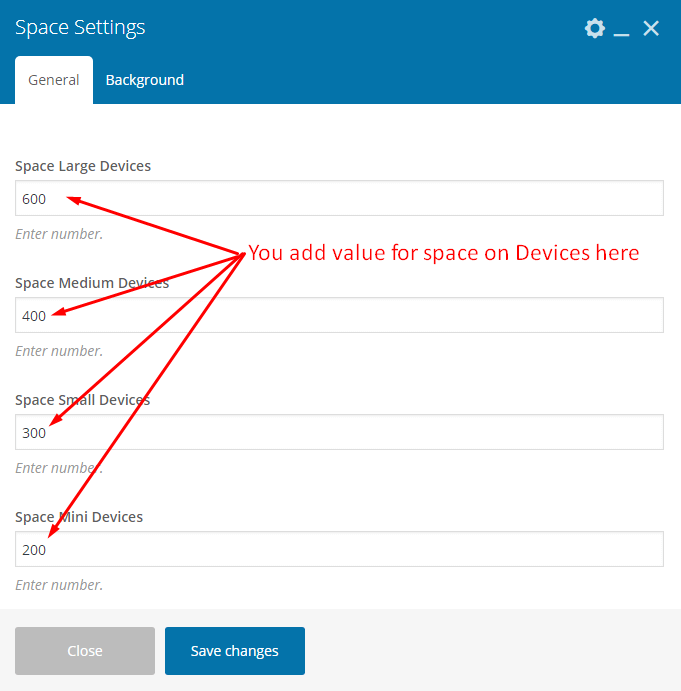 Space Settings
General
Background
Space Large Devices
600
Enter number.
You add value for space on Devices here
Space Medium Devices
400
Enter number.
Space Small Devices
300
Enter number.
Space Mini Devices
200
Enter number.
Close
Save changes